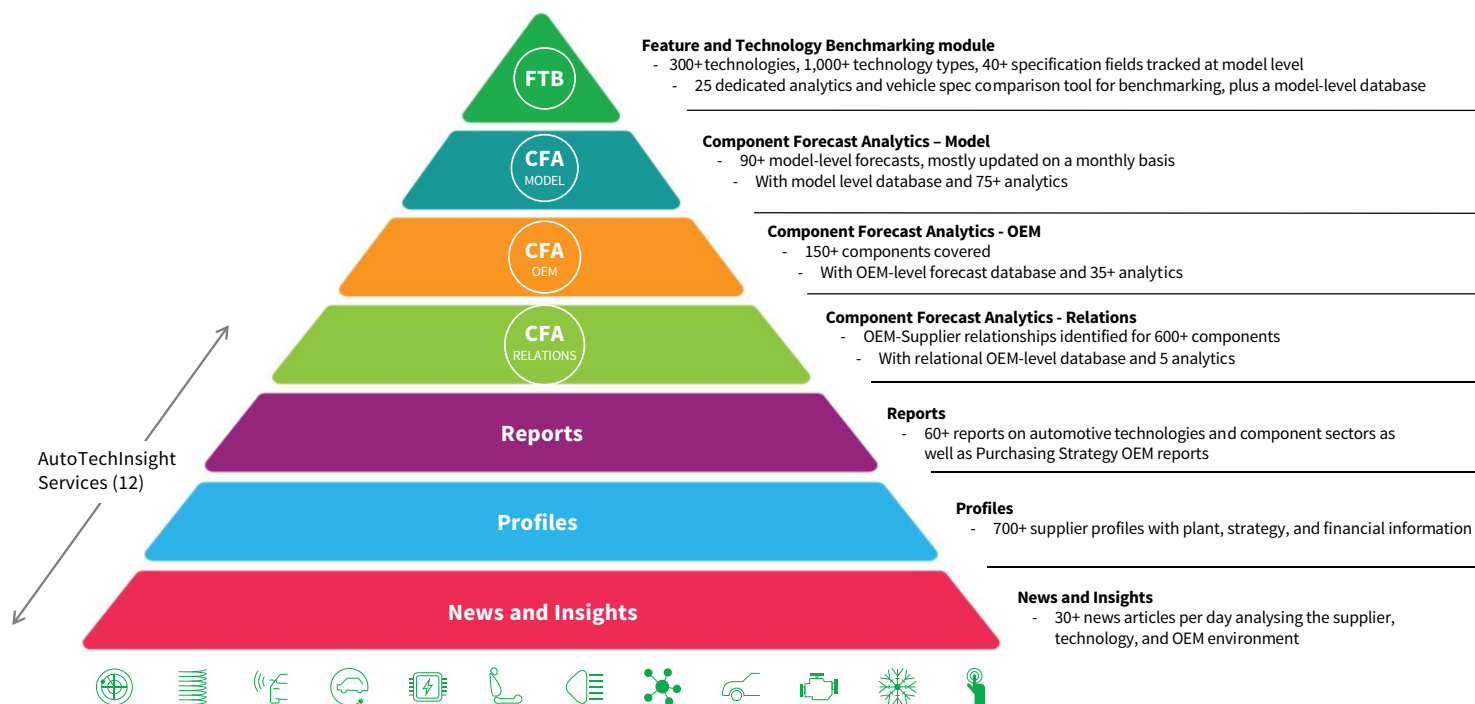 FTB
Feature and Technology Benchmarking module
- 300+ technologies, 1,000+ technology types, 40+ specification fields tracked at model level
- 25 dedicated analytics and vehicle spec comparison tool for benchmarking, plus a model-level database
CFA
MODEL
Component Forecast Analytics – Model
- 90+ model-level forecasts, mostly updated on a monthly basis
- With model level database and 75+ analytics
CFA
OEM
Component Forecast Analytics - OEM
- 150+ components covered
- With OEM-level forecast database and 35+ analytics
CFA
RELATIONS
Component Forecast Analytics - Relations
- OEM-Supplier relationships identified for 600+ components
- With relational OEM-level database and 5 analytics
Reports
Reports
- 60+ reports on automotive technologies and component sectors as
well as Purchasing Strategy OEM reports
AutoTechInsight
Services (12)
Profiles
Profiles
- 700+ supplier profiles with plant, strategy, and financial information
News and Insights
News and Insights
- 30+ news articles per day analysing the supplier,
technology, and OEM environment